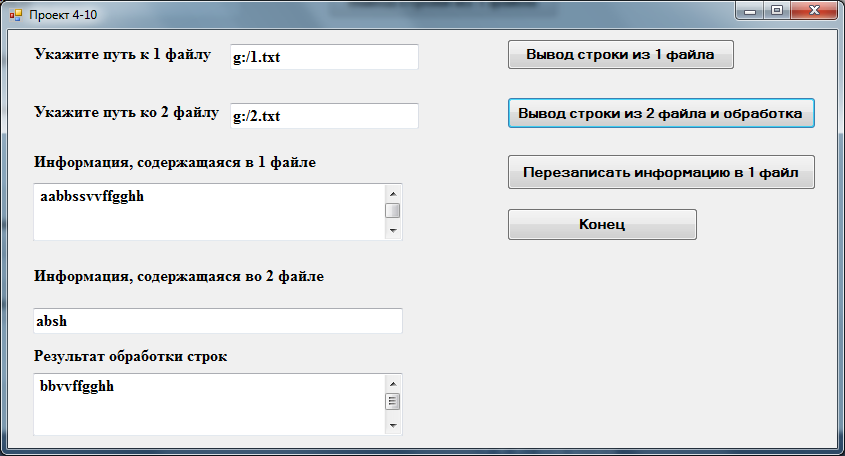 Проект 4-10
Укажите путь к 1 файлу
g:/1.txt
Вывод строки из 1 файла
Укажите путь ко 2 файлу
g:/2.txt
Вывод строки из 2 файла и обработка
Информация, содержащаяся в 1 файле
Перезаписать информацию в 1 файл
aabbssvvffgghh
Конец
Информация, содержащаяся во 2 файле
absh
Результат обработки строк
bbvvffgghh